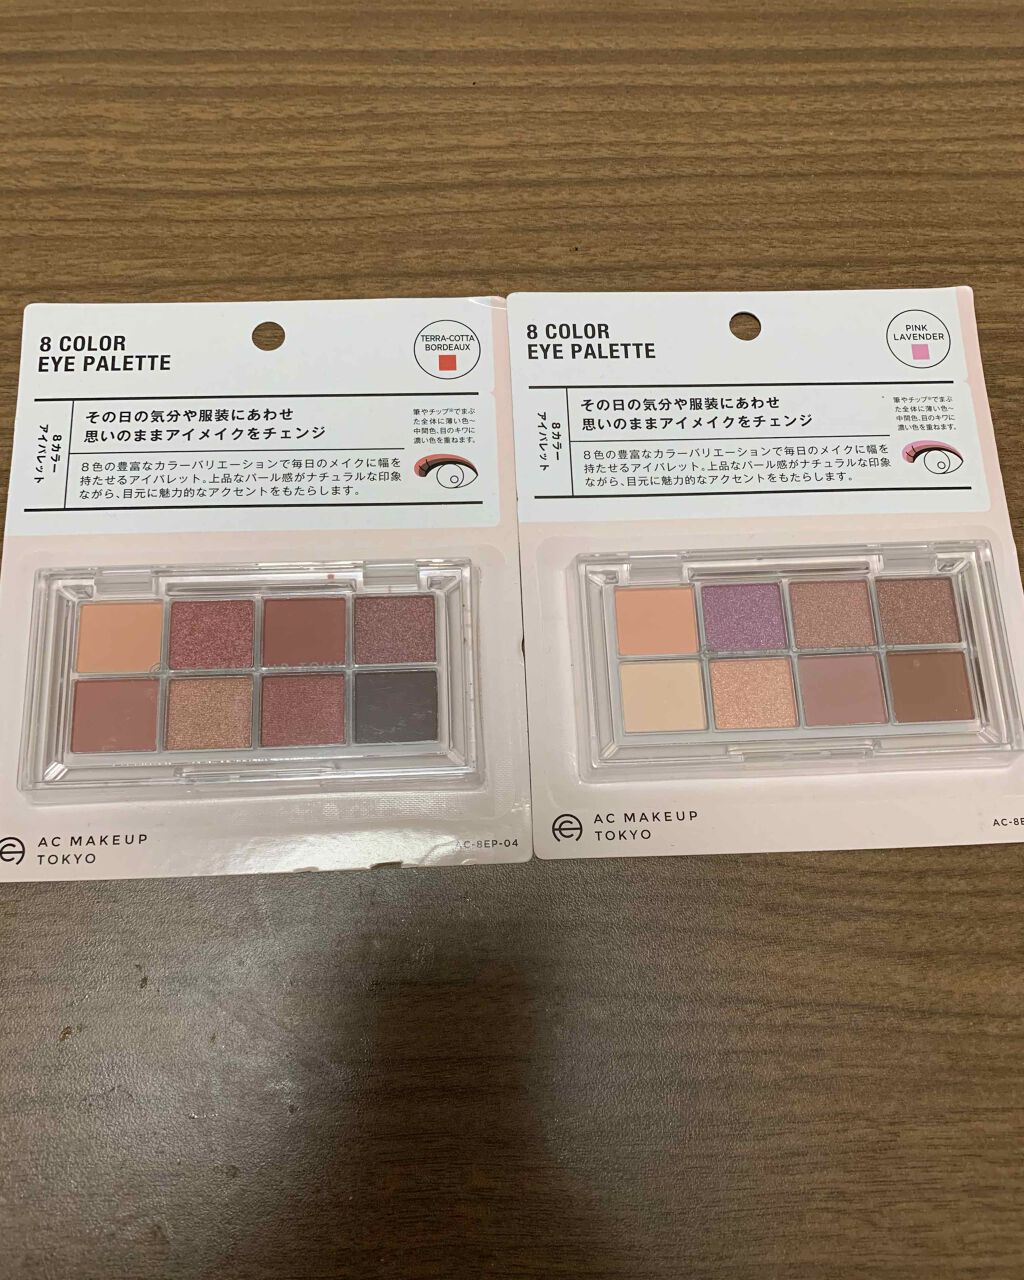 8 COLOR
EYE PALETTE
TERRA-COTTA
BORDEAUX
8カラー
アイパレット
その日の気分や服装にあわせ
思いのままアイメイクをチェンジ
8色の豊富なカラーバリエーションで毎日のメイクに幅を
持たせるアイパレット。上品なパール感がナチュラルな印象
ながら、目元に魅力的なアクセントをもたらします。
筆やチップ®でまぶ
た全体に薄い色〜
中間色、目のキワに
濃い色を重ねます。
AC MAKEUP
TOKYO
AC-8EP-04
8 COLOR
EYE PALETTE
PINK
LAVENDER
8カラー
アイパレット
その日の気分や服装にあわせ
思いのままアイメイクをチェンジ
8色の豊富なカラーバリエーションで毎日のメイクに幅を
持たせるアイパレット。上品なパール感がナチュラルな印象
ながら、目元に魅力的なアクセントをもたらします。
筆やチップ®でまぶ
た全体に薄い色〜
中間色、目のキワに
濃い色を重ねます。
AC MAKEUP
TOKYO
AC-8E